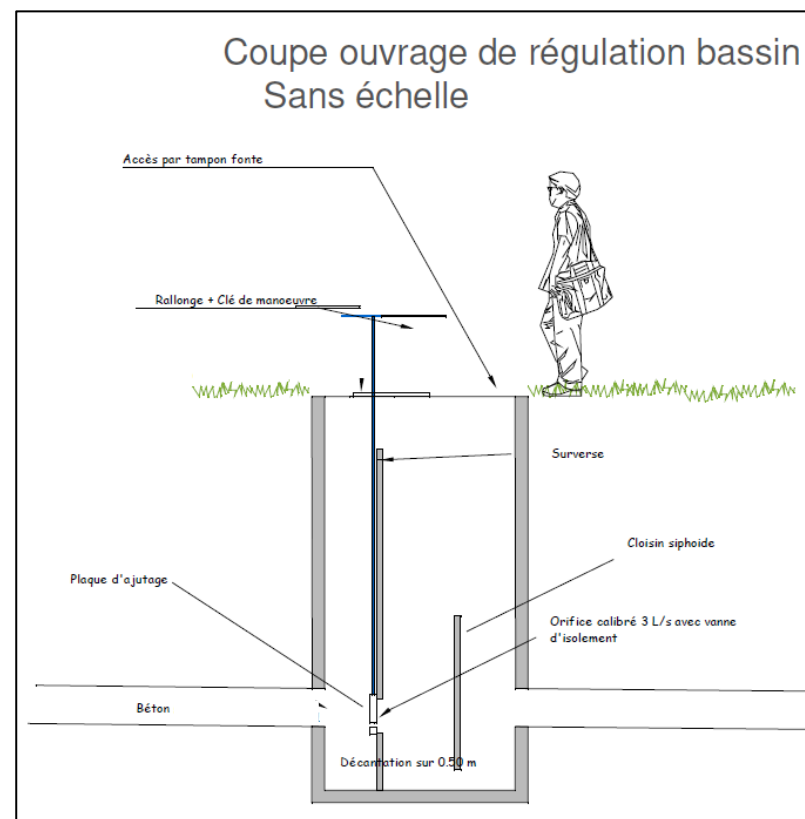 Coupe ouvrage de régulation bassin
Sans échelle
Accès par tampon fonte
Rallonge + Clé de manoeuvre
Surverse
Cloisin siphoide
Plaque d'ajutage
Orifice calibré 3 L/s avec vanne
d'isolement
Béton
Décantation sur 0.50 m